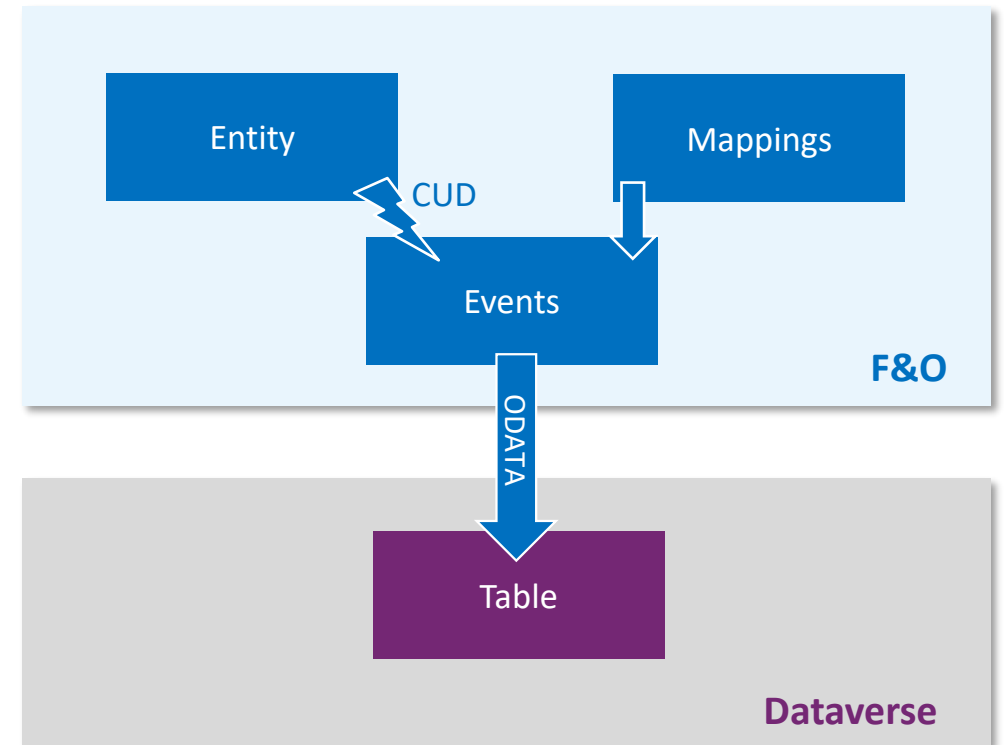 Entity
Mappings
CUD
Events
F&O
ODATA
Table
Dataverse